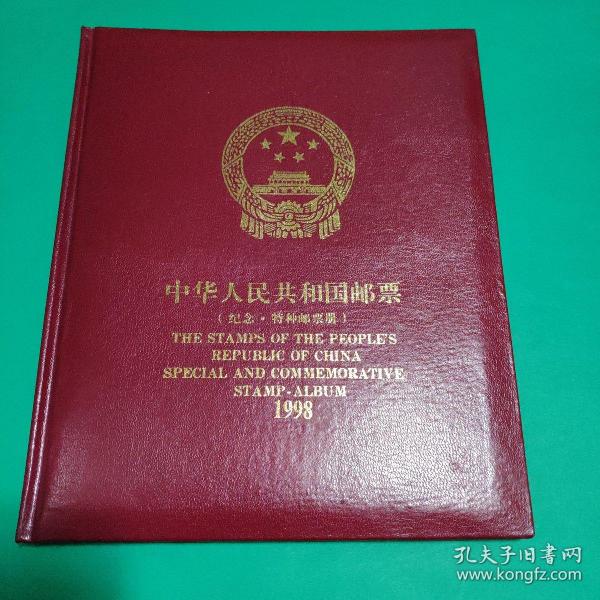 中华人民共和国邮票
（纪念·特种邮票册）
THE STAMPS OF THE PEOPLE'S
REPUBLIC OF CHINA
SPECIAL AND COMMEMORATIVE
STAMP-ALBUM
1998
孔夫子旧书网
www.kongfz.com